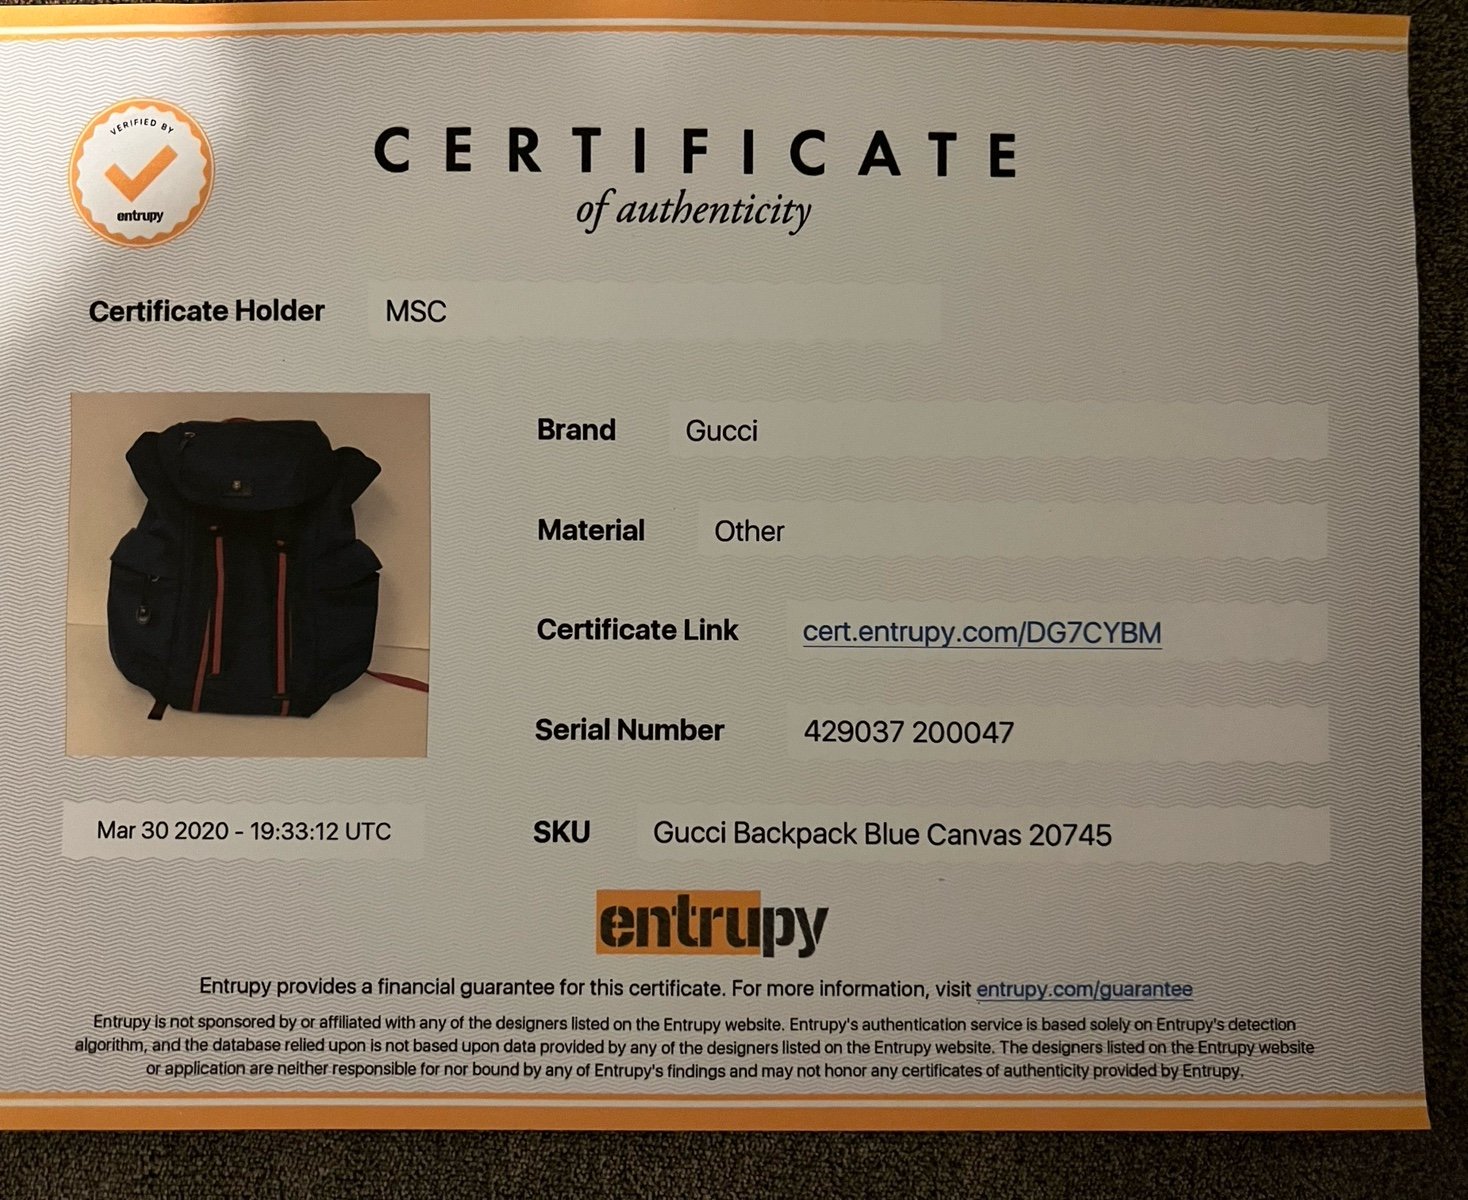 VERIFIED BY
entrupy
CERTIFICATE
of authenticity
Certificate Holder MSC
Brand Gucci
Material Other
Certificate Link cert.entrupy.com/DG7CYBM
Serial Number 429037 200047
Mar 30 2020 - 19:33:12 UTC
SKU Gucci Backpack Blue Canvas 20745
entrupy
Entrupy provides a financial guarantee for this certificate. For more information, visit entrupy.com/guarantee
Entrupy is not sponsored by or affiliated with any of the designers listed on the Entrupy website. Entrupy's authentication service is based solely on Entrupy's detection
algorithm, and the database relied upon is not based upon data provided by any of the designers listed on the Entrupy website. The designers listed on the Entrupy website
or application are neither responsible for nor bound by any of Entrupy's findings and may not honor any certificates of authenticity provided by Entrupy.